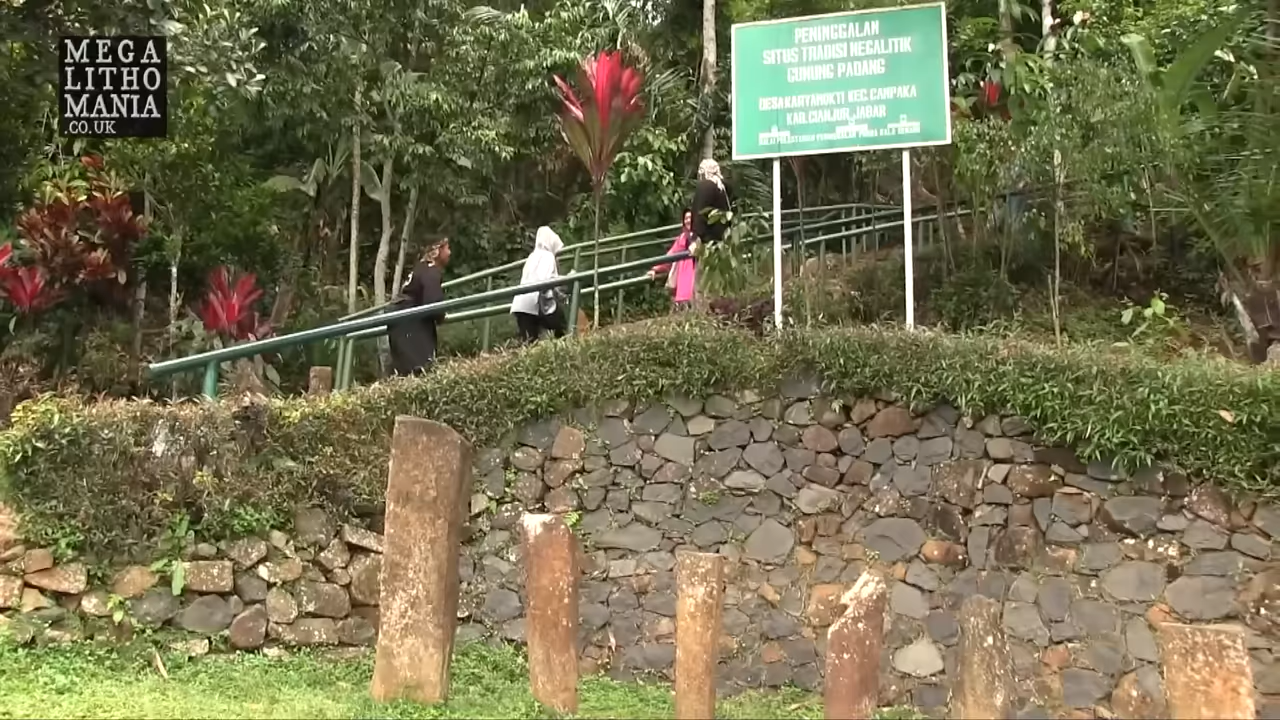 MEGA
LITHO
MANIA
.CO.UK
PENINGGALAN
SITUS TRADISI MEGALITIK
GUNUNG PADANG
DESA KARYAMUKTI KEC. CAMPAKA
KAB. CIANJUR, JABAR